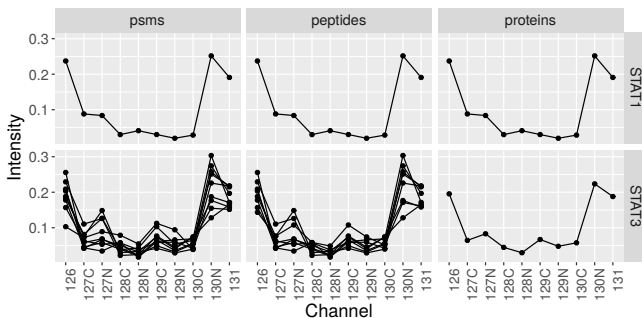 psms peptides proteins
0.3
0.2
0.1
STAT1
0.3
0.2
0.1
STAT3
Intensity
126 127C 127N 128C 128N 129C 129N 130C 130N 131
126 127C 127N 128C 128N 129C 129N 130C 130N 131
126 127C 127N 128C 128N 129C 129N 130C 130N 131
Channel